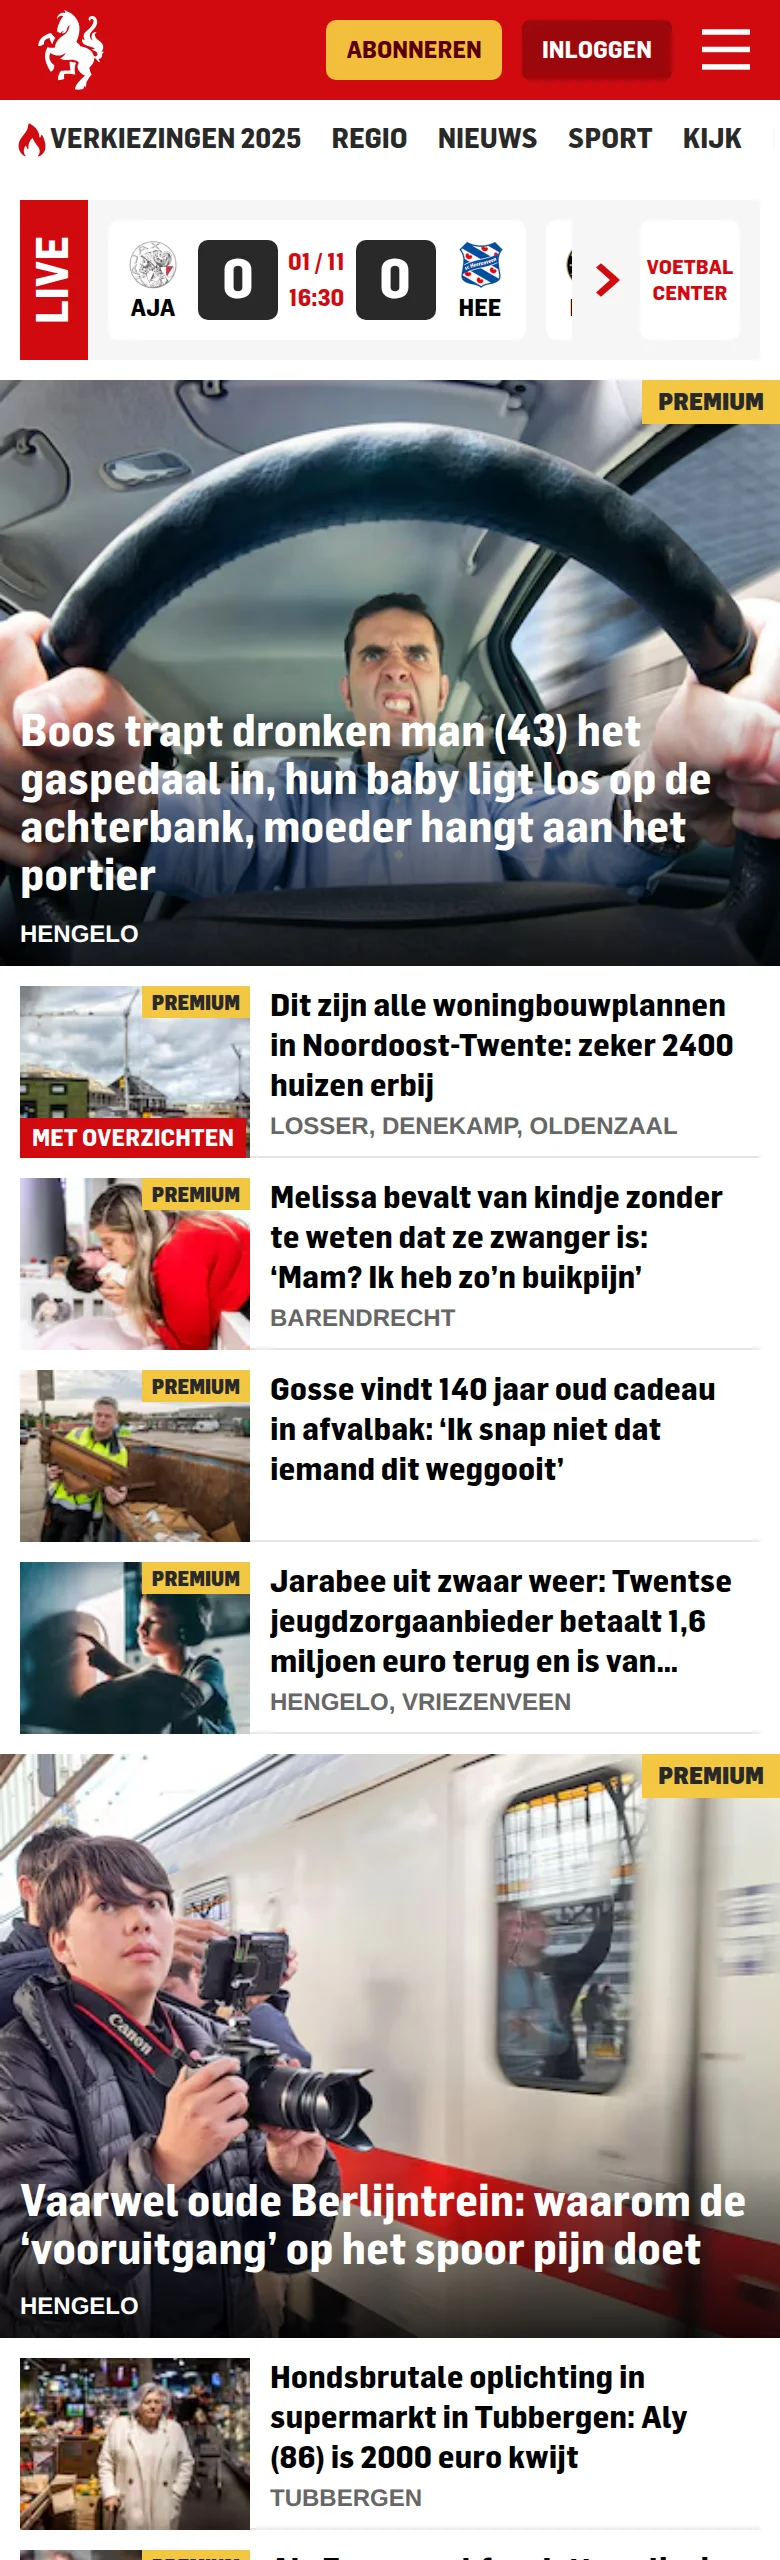 ABONNEREN
INLOGGEN
VERKIEZINGEN 2025
REGIO
NIEUWS
SPORT
KIJK
LIVE
AJA
0
01 / 11
16:30
0
HEE
VOETBAL
CENTER
PREMIUM
Boos trapt dronken man (43) het
gaspedaal in, hun baby ligt los op de
achterbank, moeder hangt aan het
portier
HENGELO
PREMIUM
MET OVERZICHTEN
Dit zijn alle woningbouwplannen
in Noordoost-Twente: zeker 2400
huizen erbij
LOSSER, DENEKAMP, OLDENZAAL
PREMIUM
Melissa bevalt van kindje zonder
te weten dat ze zwanger is:
‘Mam? Ik heb zo’n buikpijn’
BARENDRECHT
PREMIUM
Gosse vindt 140 jaar oud cadeau
in afvalbak: ‘Ik snap niet dat
iemand dit weggooit’
PREMIUM
Jarabee uit zwaar weer: Twentse
jeugdzorgaanbieder betaalt 1,6
miljoen euro terug en is van...
HENGELO, VRIEZENVEEN
PREMIUM
Canon
Vaarwel oude Berlijntrein: waarom de
‘vooruitgang’ op het spoor pijn doet
HENGELO
Hondsbrutale oplichting in
supermarkt in Tubbergen: Aly
(86) is 2000 euro kwijt
TUBBERGEN